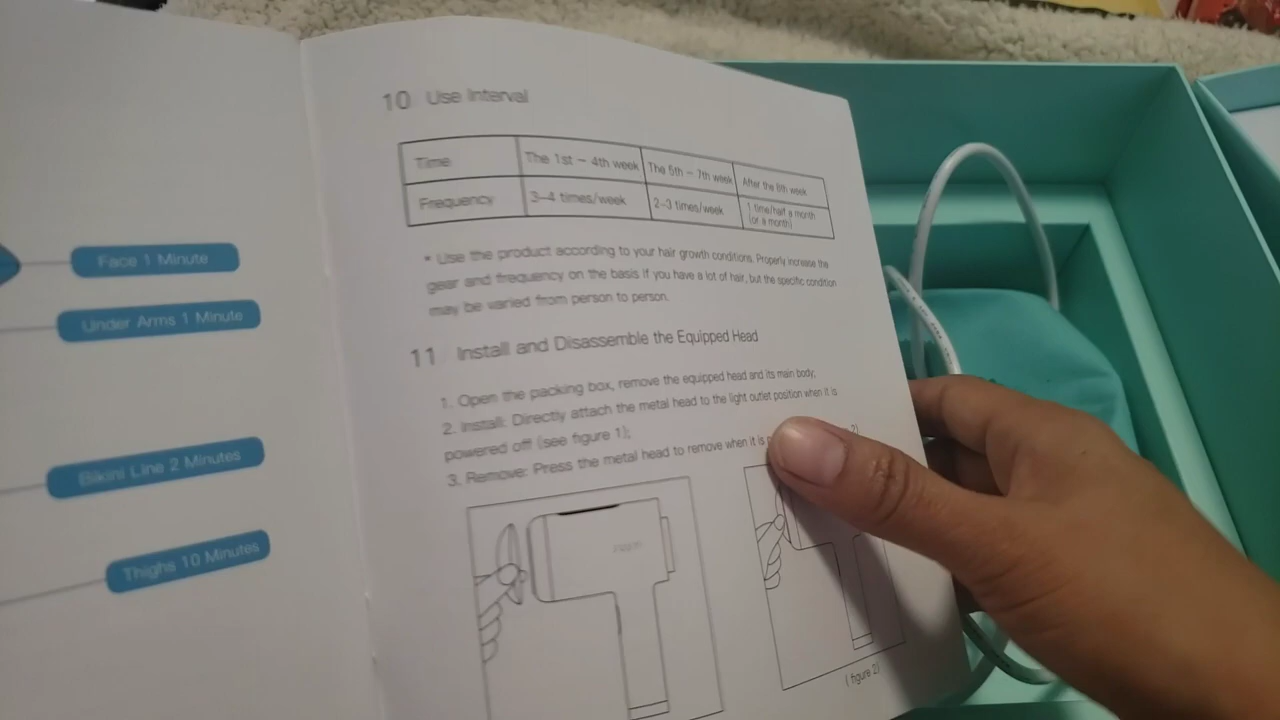 Face 1 Minute
Under Arms 1 Minute
Bikini Line 2 Minutes
Thighs 10 Minutes
10 Use Interval
Time The 1st ~ 4th week The 5th ~ 7th week After the 8th week
Frequency 3-4 times/week 2-3 times/week 1 time/half a month
(or a month)
* Use the product according to your hair growth conditions. Properly increase the
gear and frequency on the basis if you have a lot of hair, but the specific condition
may be varied from person to person.
11 Install and Disassemble the Equipped Head
1. Open the packing box, remove the equipped head and its main body;
2. Install: Directly attach the metal head to the light outlet position when it is
powered off (see figure 1);
3. Remove: Press the metal head to remove when it is
(figure 2)